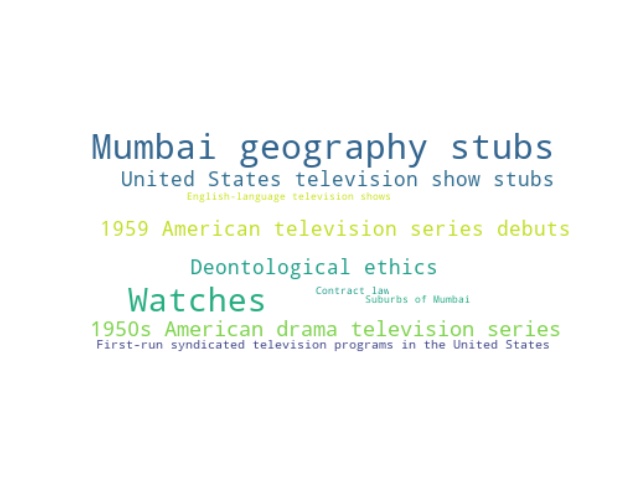 Mumbai geography stubs
United States television show stubs
English-language television shows
1959 American television series debuts
Deontological ethics
Contract law
Watches
Suburbs of Mumbai
1950s American drama television series
First-run syndicated television programs in the United States